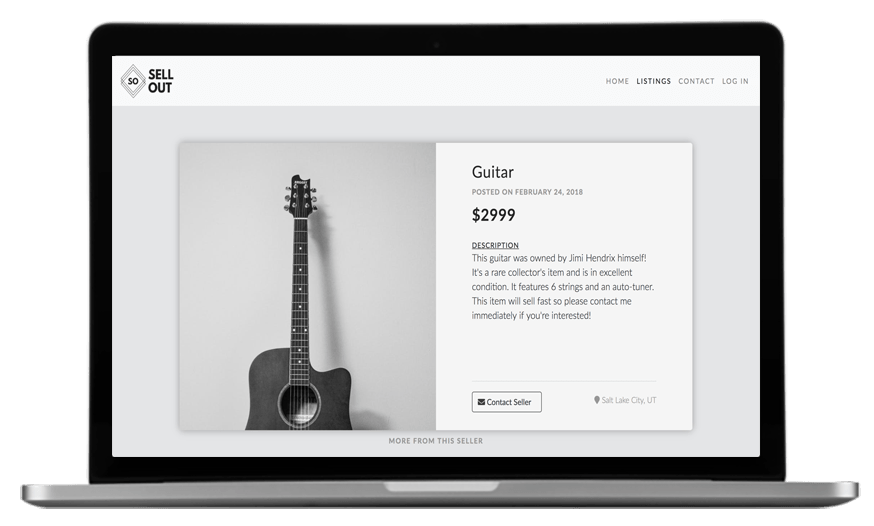 SO
SELL
OUT
HOME LISTINGS CONTACT LOG IN
Guitar
POSTED ON FEBRUARY 24, 2018
$2999
DESCRIPTION
This guitar was owned by Jimi Hendrix himself!
It's a rare collector's item and is in excellent
condition. It features 6 strings and an auto-tuner.
This item will sell fast so please contact me
immediately if you're interested!
Contact Seller
Salt Lake City, UT
MORE FROM THIS SELLER